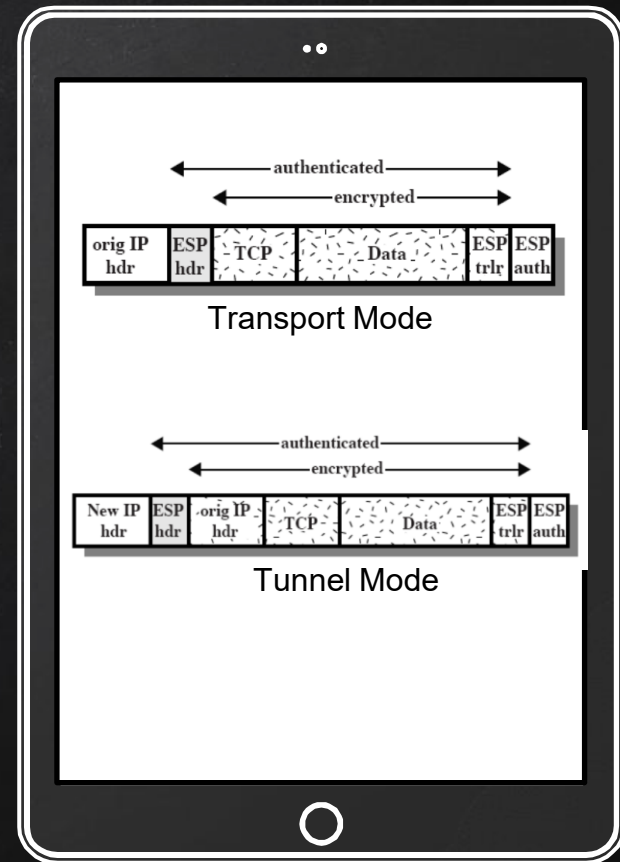 authenticated
encrypted
orig IP hdr
ESP hdr
TCP
Data
ESP trlr
ESP auth
Transport Mode
authenticated
encrypted
New IP hdr
ESP hdr
orig IP hdr
TCP
Data
ESP trlr
ESP auth
Tunnel Mode